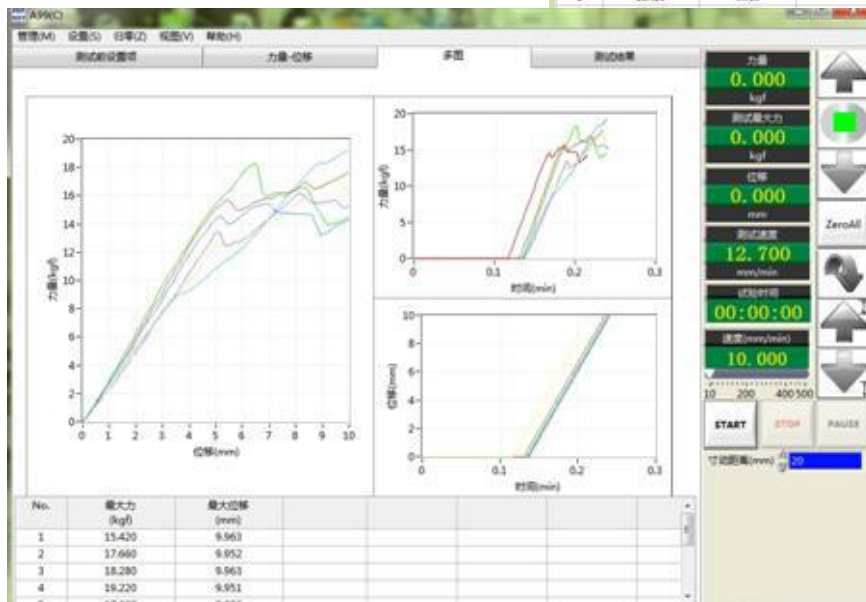 A99(C)
管理(M) 设置(S) 归零(Z) 视图(V) 帮助(H)
测试前设置项 力量-位移 多图 测试结果
力量(kgf)
20
18
16
14
12
10
8
6
4
2
0
0 1 2 3 4 5 6 7 8 9 10
位移(mm)
力量(kgf)
20
15
10
5
0
0 0.1 0.2 0.3
时间(min)
位移(mm)
10
8
6
4
2
0
0 0.1 0.2 0.3
时间(min)
力量
0.000
kgf
测试最大力
0.000
kgf
位移
0.000
mm
测试速度
12.700
mm/min
试验时间
00:00:00
速度(mm/min)
10.000
10 200 400 500
ZeroAll
START STOP PAUSE
寸动距离(mm) 20
No. 最大力 最大位移
(kgf) (mm)
1 15.420 9.963
2 17.660 9.952
3 18.280 9.963
4 19.220 9.951